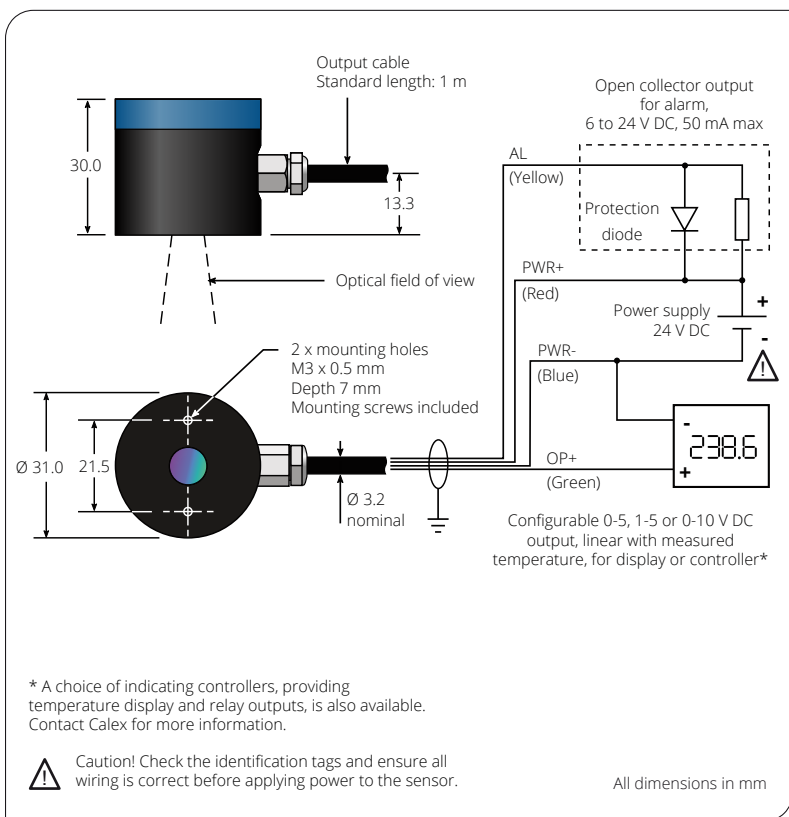 Output cable
Standard length: 1 m
Open collector output
for alarm,
6 to 24 V DC, 50 mA max
30.0
13.3
AL
(Yellow)
Protection
diode
Optical field of view
PWR+
(Red)
Power supply
24 V DC
+
-
!
2 x mounting holes
M3 x 0.5 mm
Depth 7 mm
Mounting screws included
PWR-
(Blue)
Ø 31.0
21.5
Ø 3.2
nominal
OP+
(Green)
-
238.6
+
Configurable 0-5, 1-5 or 0-10 V DC
output, linear with measured
temperature, for display or controller*
* A choice of indicating controllers, providing
temperature display and relay outputs, is also available.
Contact Calex for more information.
!
Caution! Check the identification tags and ensure all
wiring is correct before applying power to the sensor.
All dimensions in mm